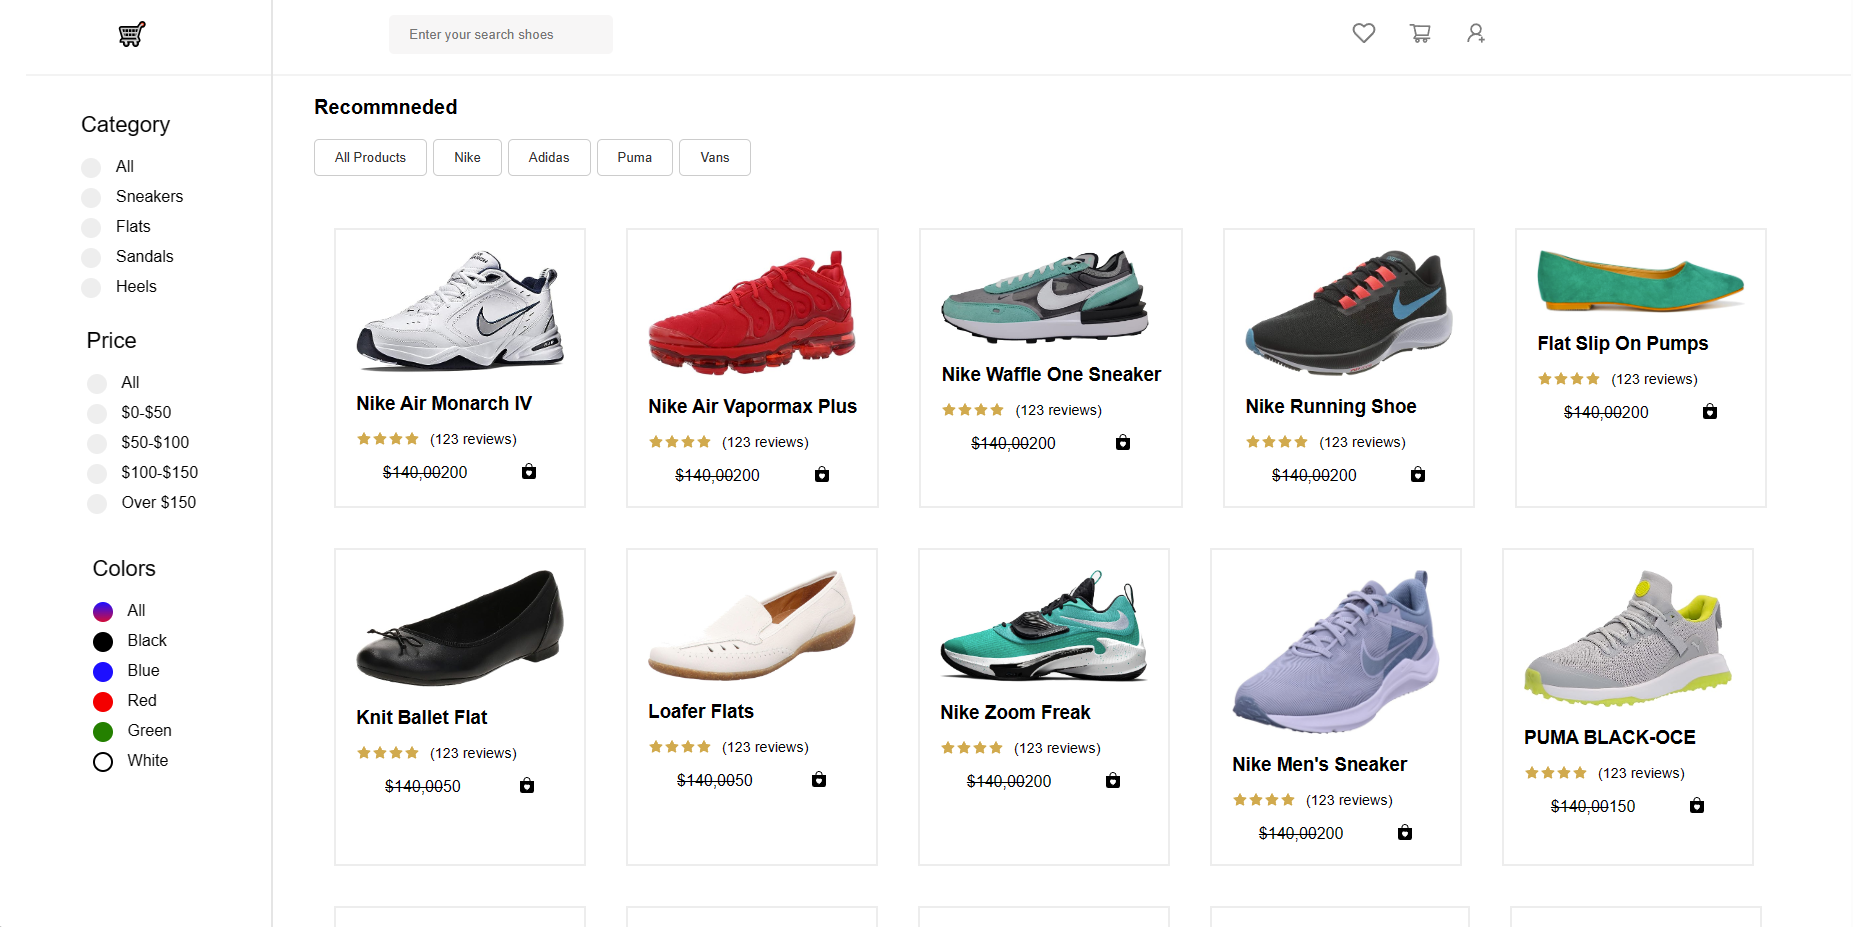 Enter your search shoes
Category
All
Sneakers
Flats
Sandals
Heels
Price
All
$0-$50
$50-$100
$100-$150
Over $150
Colors
All
Black
Blue
Red
Green
White
Recommneded
All Products
Nike
Adidas
Puma
Vans
Nike Air Monarch IV
(123 reviews)
$140,00200
Nike Air Vapormax Plus
(123 reviews)
$140,00200
Nike Waffle One Sneaker
(123 reviews)
$140,00200
Nike Running Shoe
(123 reviews)
$140,00200
Flat Slip On Pumps
(123 reviews)
$140,00200
Knit Ballet Flat
(123 reviews)
$140,0050
Loafer Flats
(123 reviews)
$140,0050
Nike Zoom Freak
(123 reviews)
$140,00200
Nike Men's Sneaker
(123 reviews)
$140,00200
PUMA BLACK-OCE
(123 reviews)
$140,00150